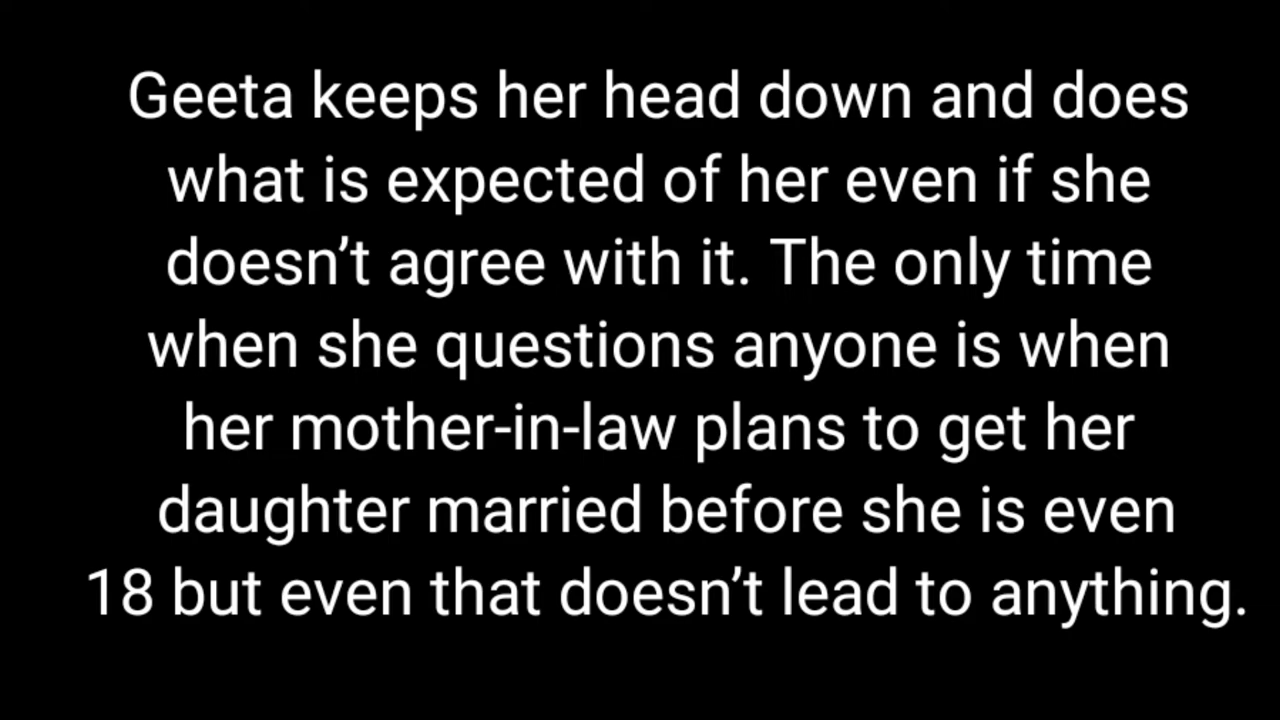 Geeta keeps her head down and does
what is expected of her even if she
doesn’t agree with it. The only time
when she questions anyone is when
her mother-in-law plans to get her
daughter married before she is even
18 but even that doesn’t lead to anything.